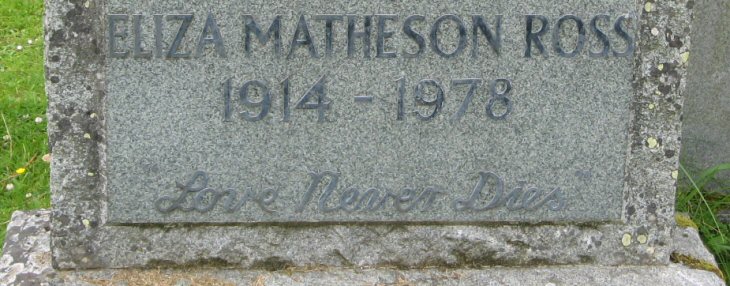 ELIZA MATHESON ROSS
1914 - 1978
"Love Never Dies"